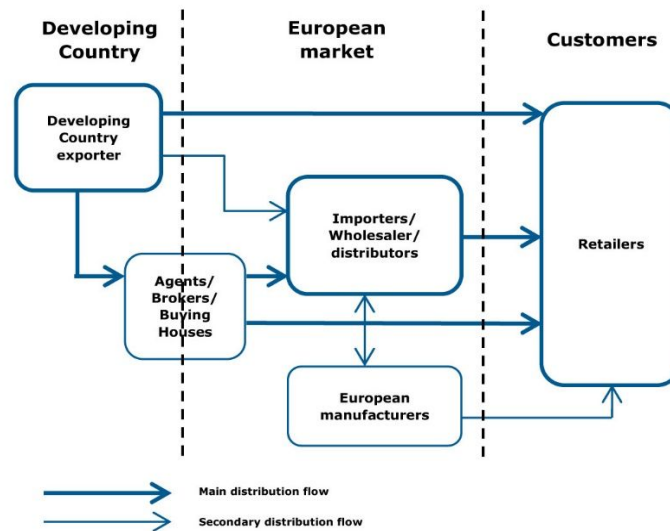 Developing
Country
European
market
Customers
Developing
Country
exporter
Importers/
Wholesaler/
distributors
Retailers
Agents/
Brokers/
Buying
Houses
European
manufacturers
Main distribution flow
Secondary distribution flow